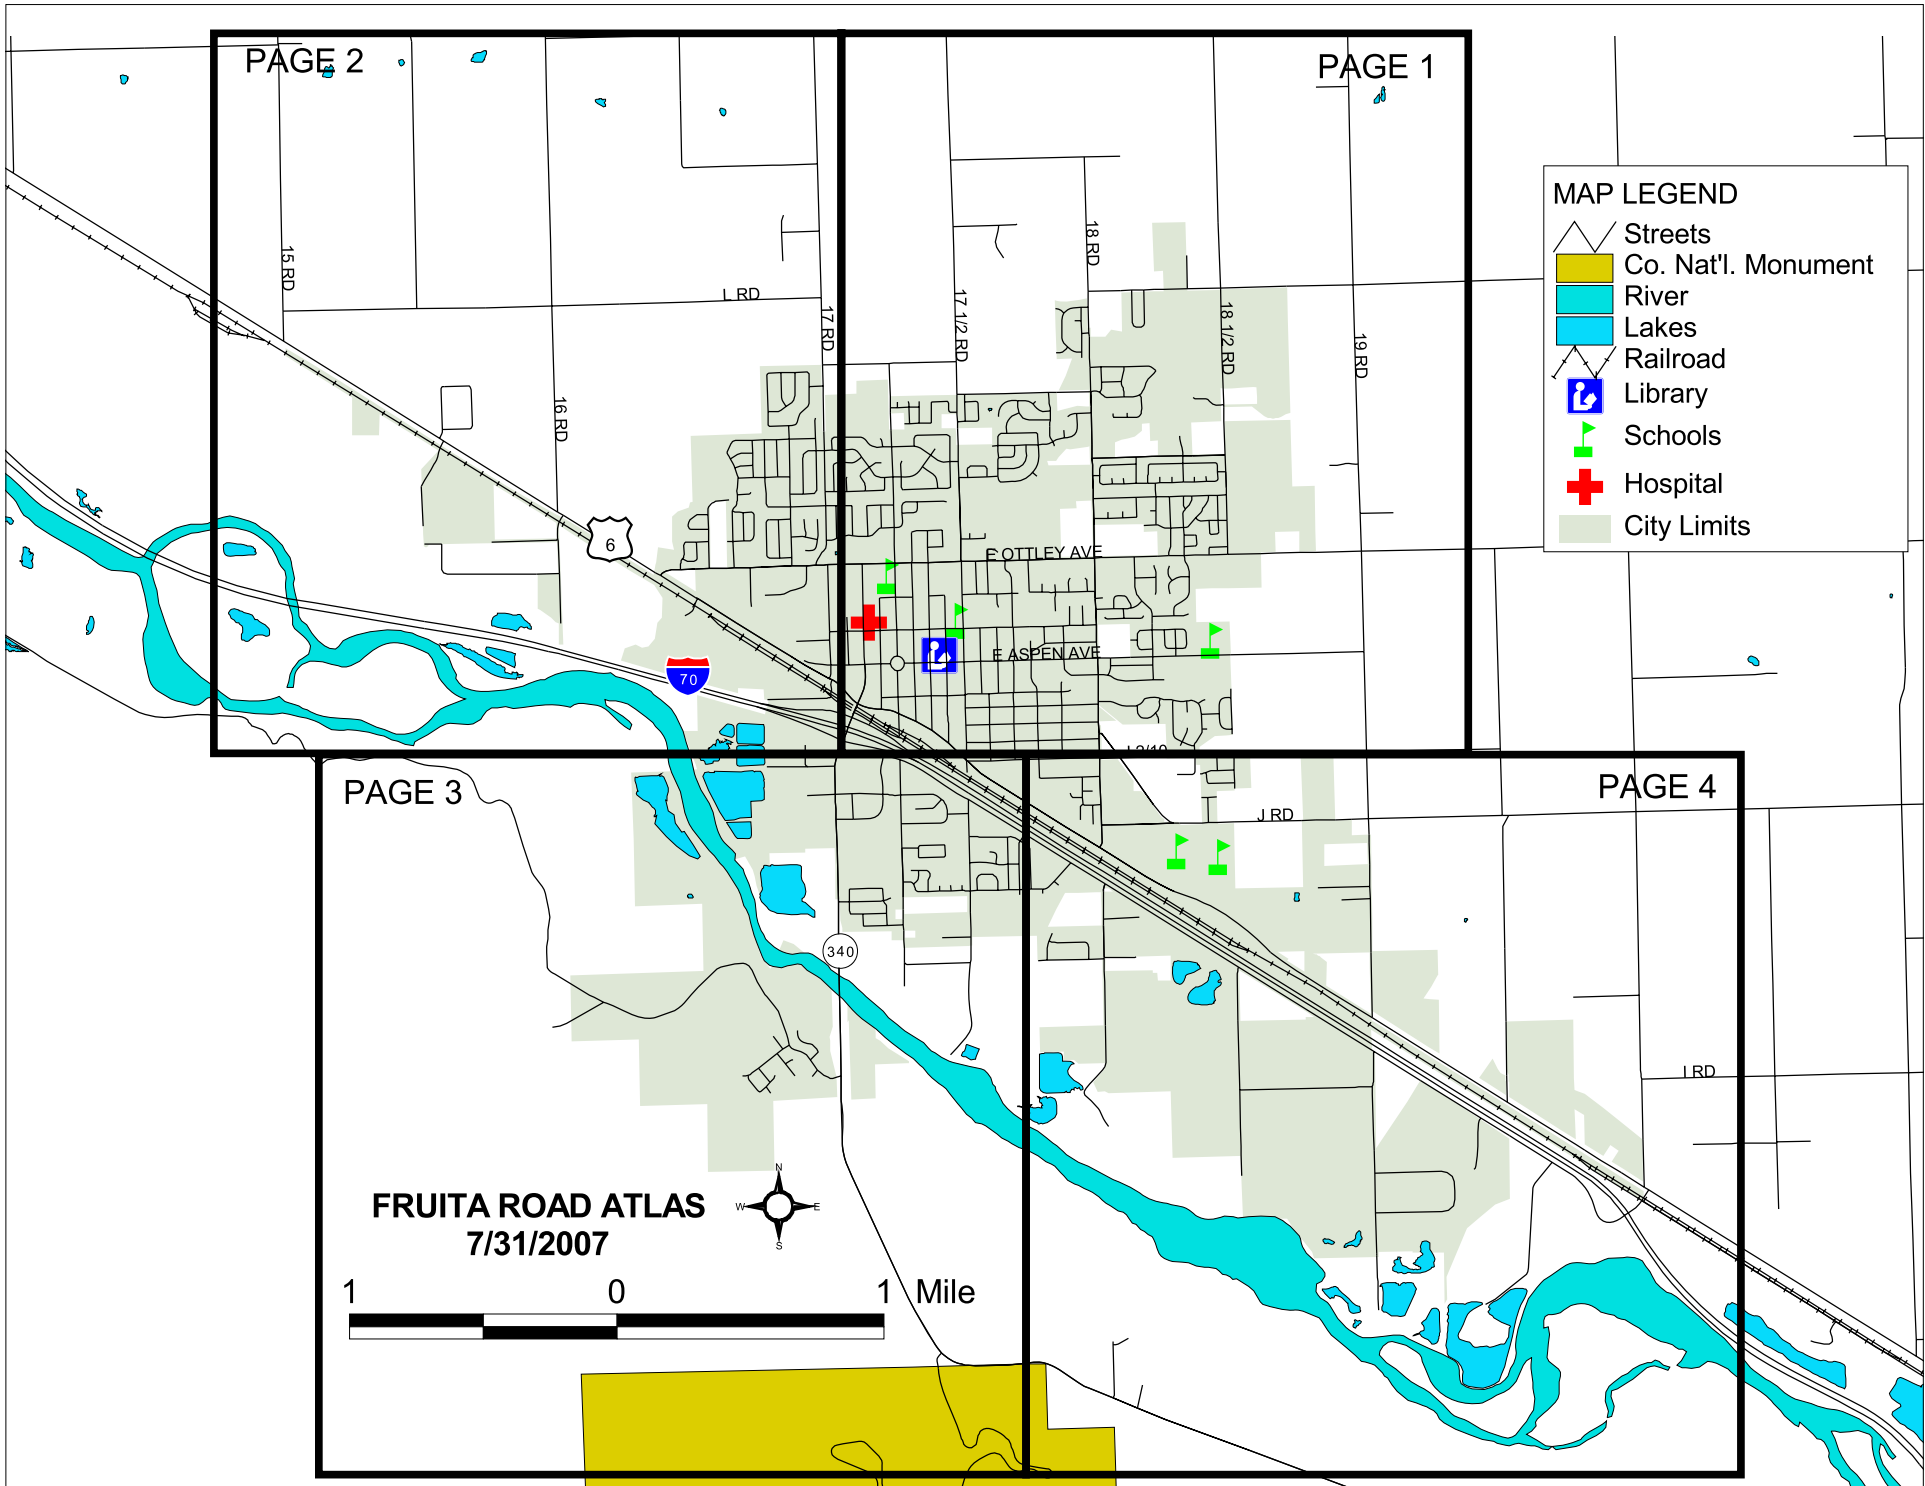 PAGE 2
PAGE 1
MAP LEGEND
Streets
Co. Nat'l. Monument
River
Lakes
Railroad
Library
Schools
Hospital
City Limits
15 RD
L RD
17 RD
17 1/2 RD
18 RD
18 1/2 RD
19 RD
16 RD
6
E OTTLEY AVE
E ASPEN AVE
70
PAGE 3
PAGE 4
J RD
340
I RD
N
W
E
S
FRUITA ROAD ATLAS
7/31/2007
1 0 1 Mile